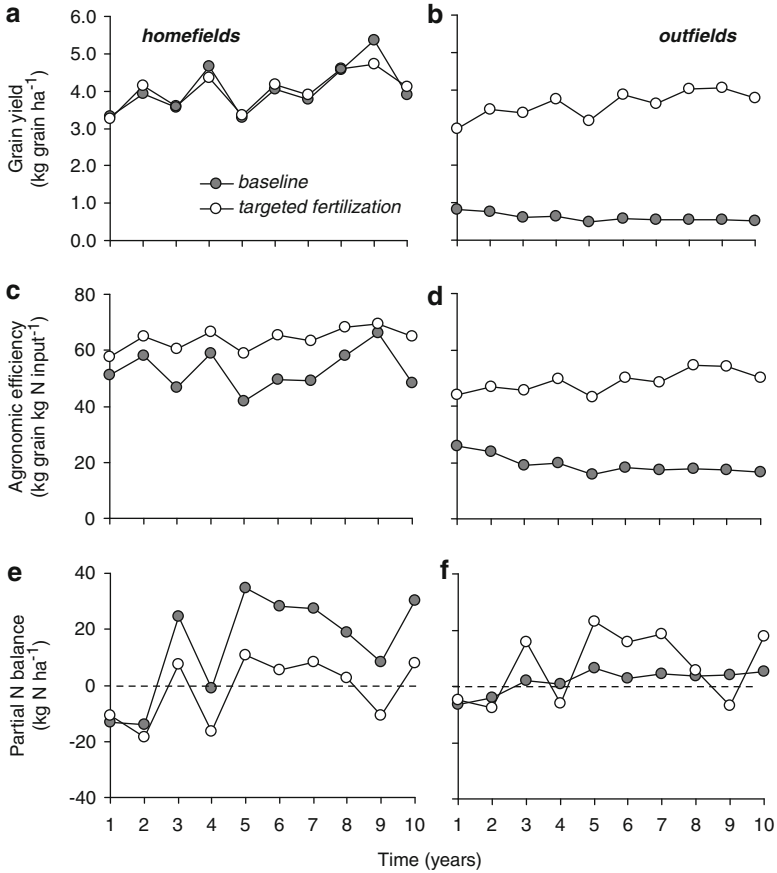 a
b
homefields
outfields
6.0
5.0
4.0
3.0
2.0
1.0
0.0
Grain yield
(kg grain ha⁻¹)
baseline
targeted fertilization
c
d
80
60
40
20
0
Agronomic efficiency
(kg grain kg N input⁻¹)
e
f
40
20
0
-20
-40
Partial N balance
(kg N ha⁻¹)
1 2 3 4 5 6 7 8 9 10
1 2 3 4 5 6 7 8 9 10
Time (years)